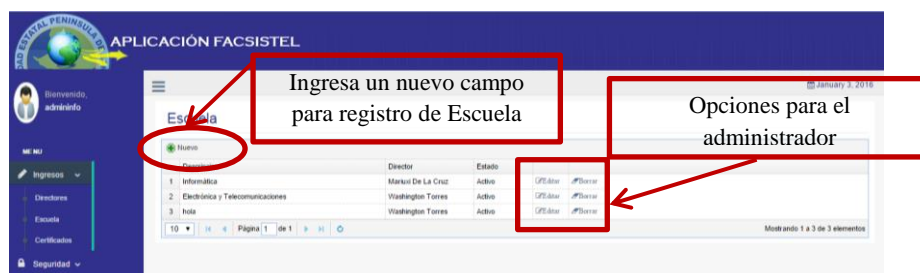 APLICACIÓN FACSISTEL
Bienvenido,
admininfo
January 3, 2016
Ingresa un nuevo campo
para registro de Escuela
Opciones para el
administrador
Escuela
MENU
Ingresos
Directores
Escuela
Certificados
Seguridad
Nuevo
Director Estado
1 Informática Manuel De La Cruz Activo Editar Borrar
2 Electrónica y Telecomunicaciones Washington Torres Activo Editar Borrar
3 hola Washington Torres Activo Editar Borrar
10 Página 1 de 1 Mostrando 1 a 3 de 3 elementos